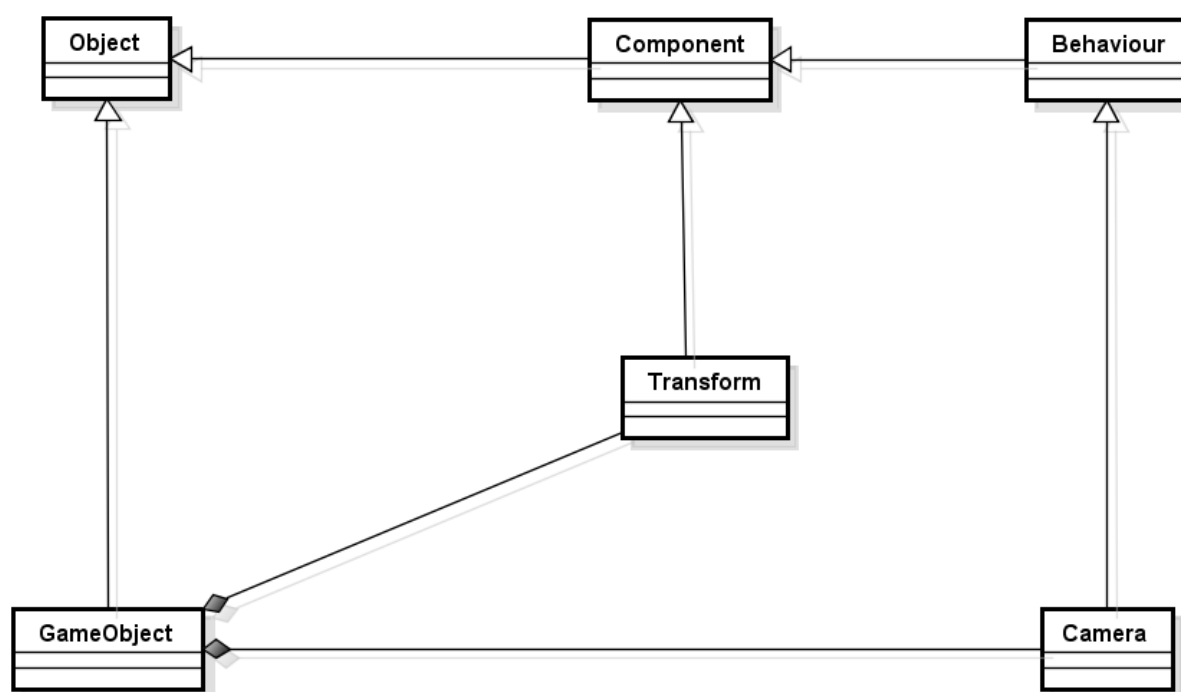 Object
Component
Behaviour
Transform
GameObject
Camera